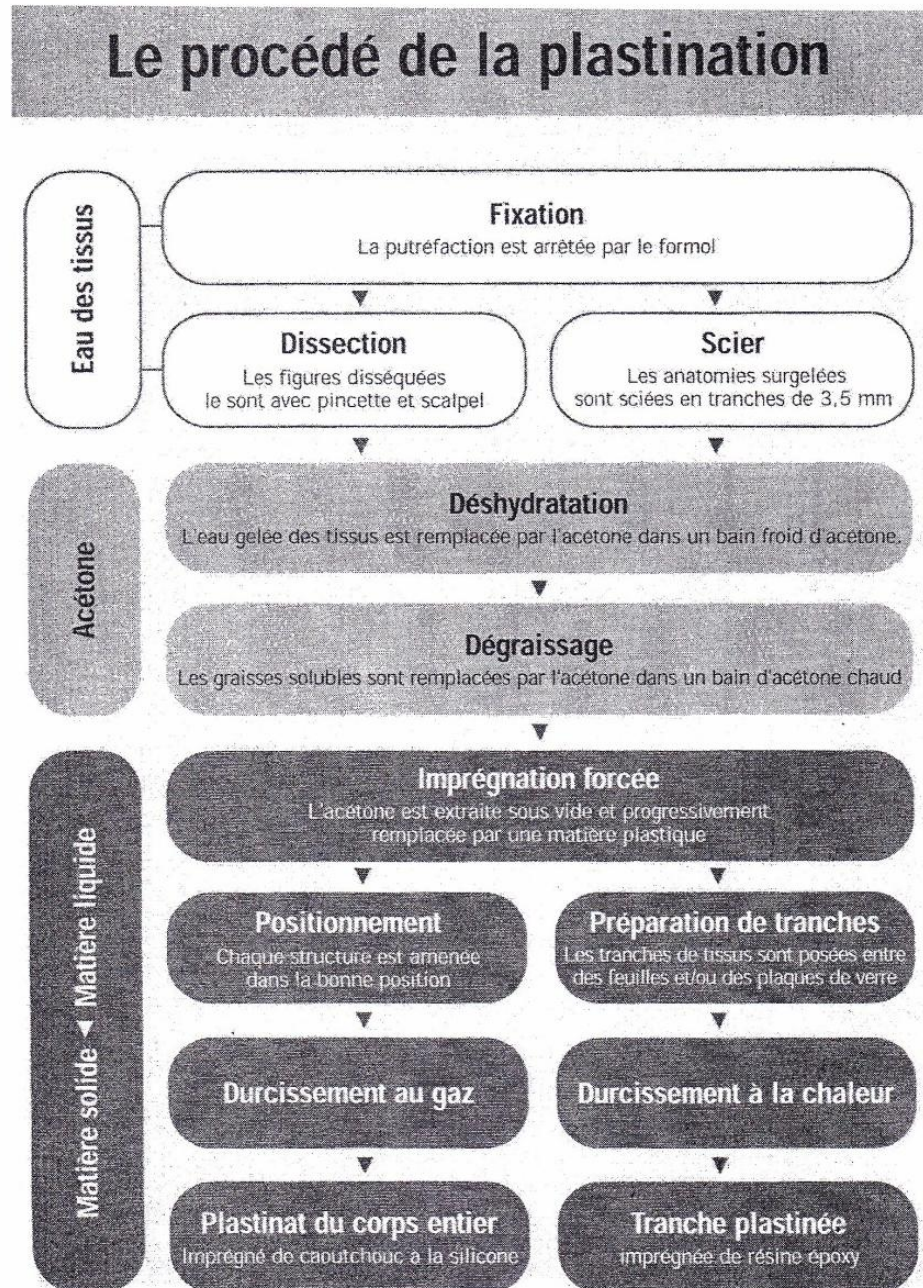 Le procédé de la plastination
Eau des tissus
Fixation
La putréfaction est arrêtée par le formol
Dissection
Les figures disséquées
le sont avec pincette et scalpel
Scier
Les anatomies surgelées
sont sciées en tranches de 3,5 mm
Acétone
Déshydratation
L'eau gelée des tissus est remplacée par l'acétone dans un bain froid d'acétone.
Dégraissage
Les graisses solubles sont remplacées par l'acétone dans un bain d'acétone chaud
Matière solide ◄ Matière liquide
Imprégnation forcée
L'acétone est extraite sous vide et progressivement
remplacée par une matière plastique
Positionnement
Chaque structure est amenée
dans la bonne position
Préparation de tranches
Les tranches de tissus sont posées entre
des feuilles et/ou des plaques de verre
Durcissement au gaz
Durcissement à la chaleur
Plastinat du corps entier
Imprégné de caoutchouc a la silicone
Tranche plastinée
imprégnée de résine époxy